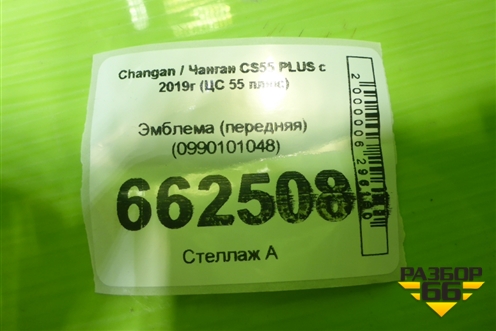 Changan / Чанган CS55 PLUS с
2019г (ЦС 55 плюс)
Эмблема (передняя)
(0990101048)
662508
Стеллаж А
РАЗБОР
66